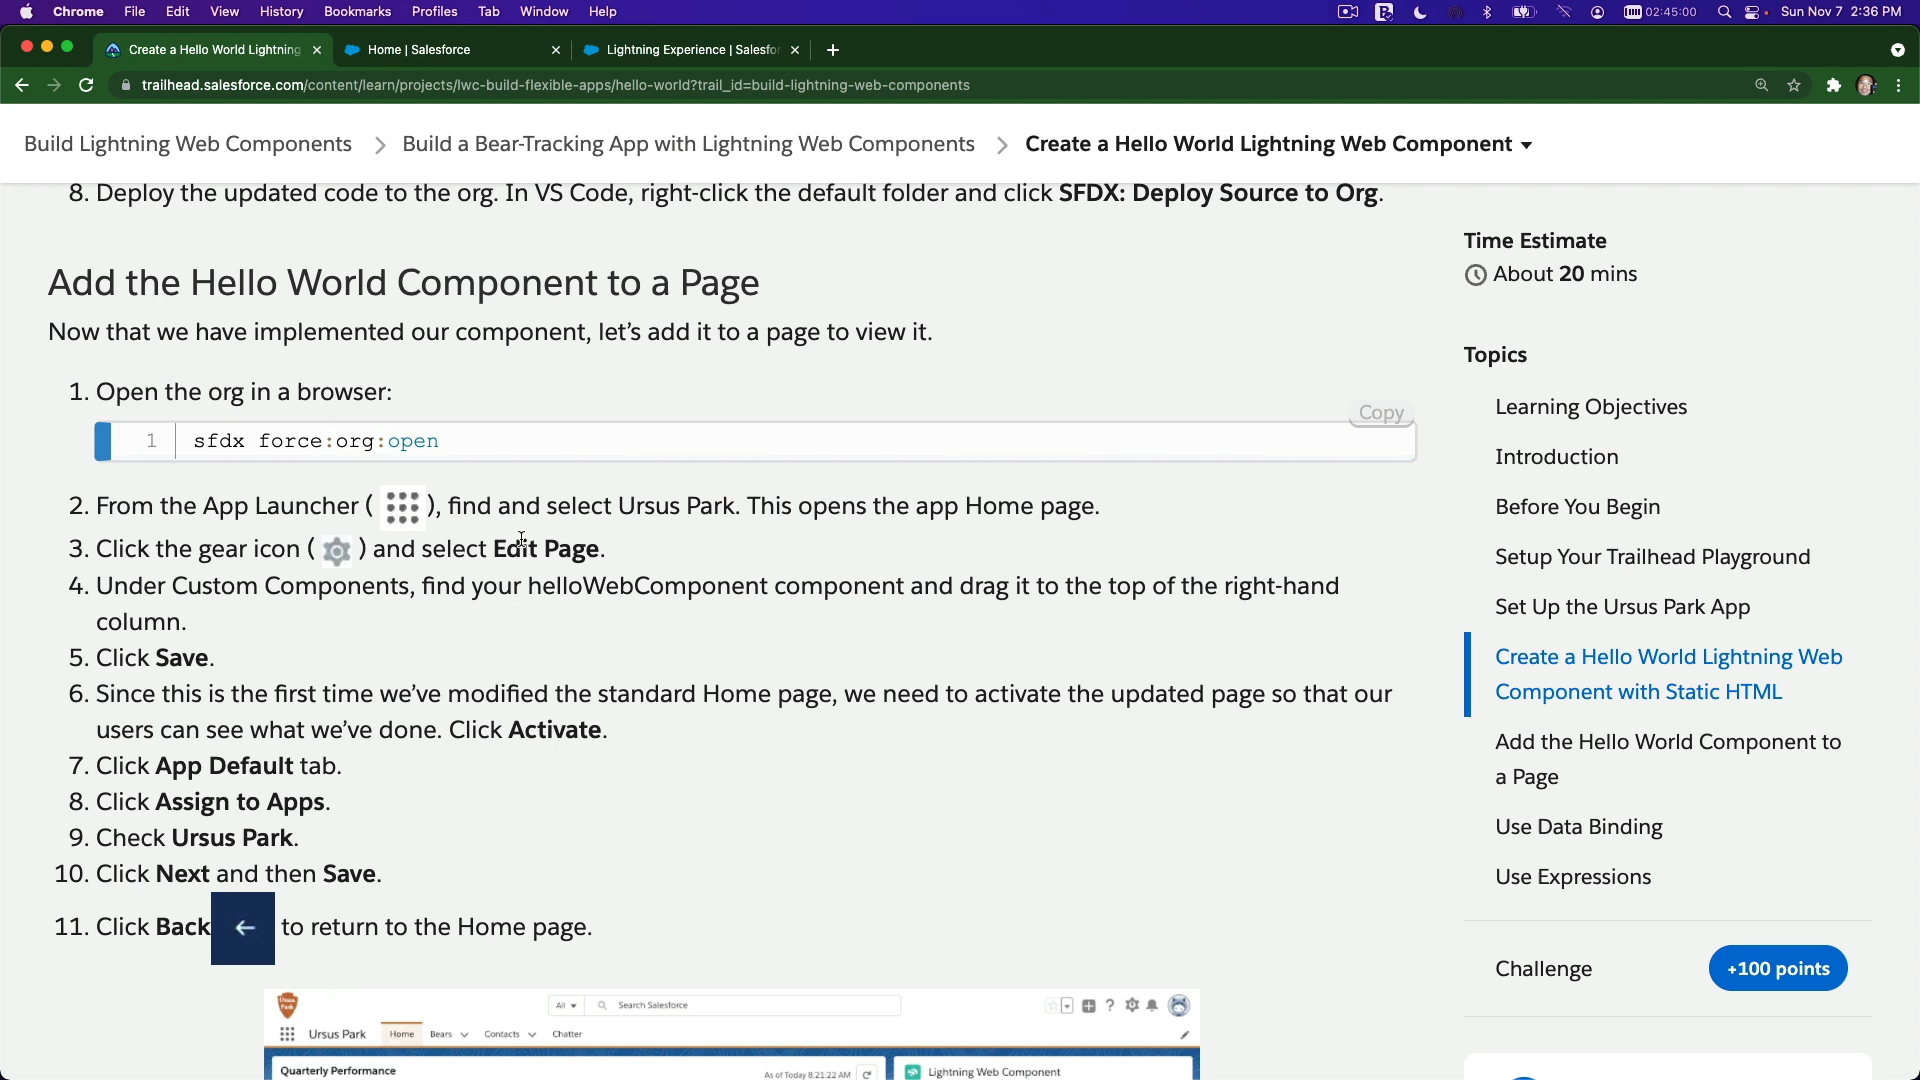 Chrome File Edit View History Bookmarks Profiles Tab Window Help 02:45:00 Sun Nov 7 2:36 PM
Create a Hello World Lightning Home | Salesforce Lightning Experience | Salesfor
trailhead.salesforce.com/content/learn/projects/lwc-build-flexible-apps/hello-world?trail_id=build-lightning-web-components
Build Lightning Web Components Build a Bear-Tracking App with Lightning Web Components Create a Hello World Lightning Web Component
8. Deploy the updated code to the org. In VS Code, right-click the default folder and click SFDX: Deploy Source to Org.
Add the Hello World Component to a Page
Now that we have implemented our component, let's add it to a page to view it.
1. Open the org in a browser:
Copy
1 sfdx force:org:open
2. From the App Launcher ( ), find and select Ursus Park. This opens the app Home page.
3. Click the gear icon ( ) and select Edit Page.
4. Under Custom Components, find your helloWebComponent component and drag it to the top of the right-hand
column.
5. Click Save.
6. Since this is the first time we've modified the standard Home page, we need to activate the updated page so that our
users can see what we've done. Click Activate.
7. Click App Default tab.
8. Click Assign to Apps.
9. Check Ursus Park.
10. Click Next and then Save.
11. Click Back to return to the Home page.
All Search Salesforce
Ursus Park Home Bears Contacts Chatter
Quarterly Performance As of Today 8:21:22 AM Lightning Web Component
Time Estimate
About 20 mins
Topics
Learning Objectives
Introduction
Before You Begin
Setup Your Trailhead Playground
Set Up the Ursus Park App
Create a Hello World Lightning Web
Component with Static HTML
Add the Hello World Component to
a Page
Use Data Binding
Use Expressions
Challenge +100 points